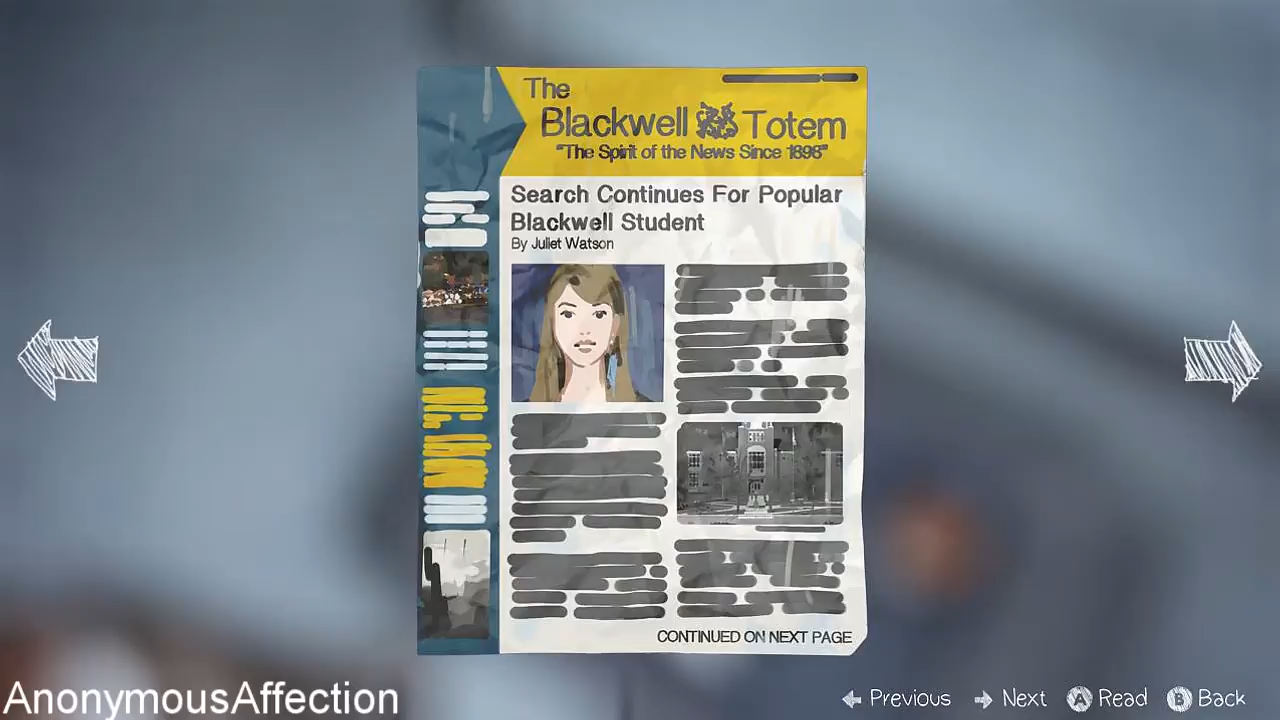 The
Blackwell Totem
"The Spirit of the News Since 1898"
Search Continues For Popular
Blackwell Student
By Juliet Watson
CONTINUED ON NEXT PAGE
AnonymousAffection
Previous Next A Read B Back